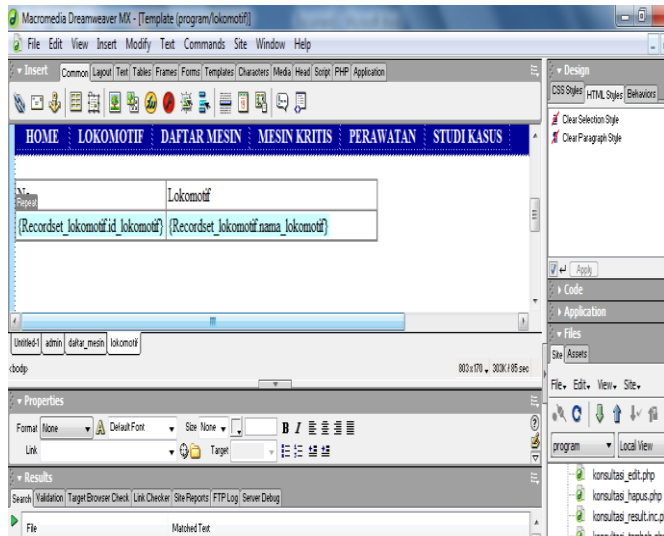 Macromedia Dreamweaver MX - [Template (program/lokomotif)]
File Edit View Insert Modify Text Commands Site Window Help
Insert Common Layout Text Tables Frames Forms Templates Characters Media Head Script PHP Application
Design
CSS Styles HTML Styles Behaviors
Clear Selection Style
Clear Paragraph Style
HOME LOKOMOTIF DAFTAR MESIN MESIN KRITIS PERAWATAN STUDI KASUS
Repeat
Lokomotif
{Recordset_lokomotif.id_lokomotif} {Recordset_lokomotif.nama_lokomotif}
Apply
Code
Application
Files
Site Assets
File Edit View Site
program Local View
konsultasi_edit.php
konsultasi_hapus.php
konsultasi_result.inc.p
Untitled-1 admin daftar_mesin lokomotif
<bodp
803 x 170 303K / 85 sec
Properties
Format None Default Font Size None B I
Link Target
Results
Search Validation Target Browser Check Link Checker Site Reports FTP Log Server Debug
File Matched Text